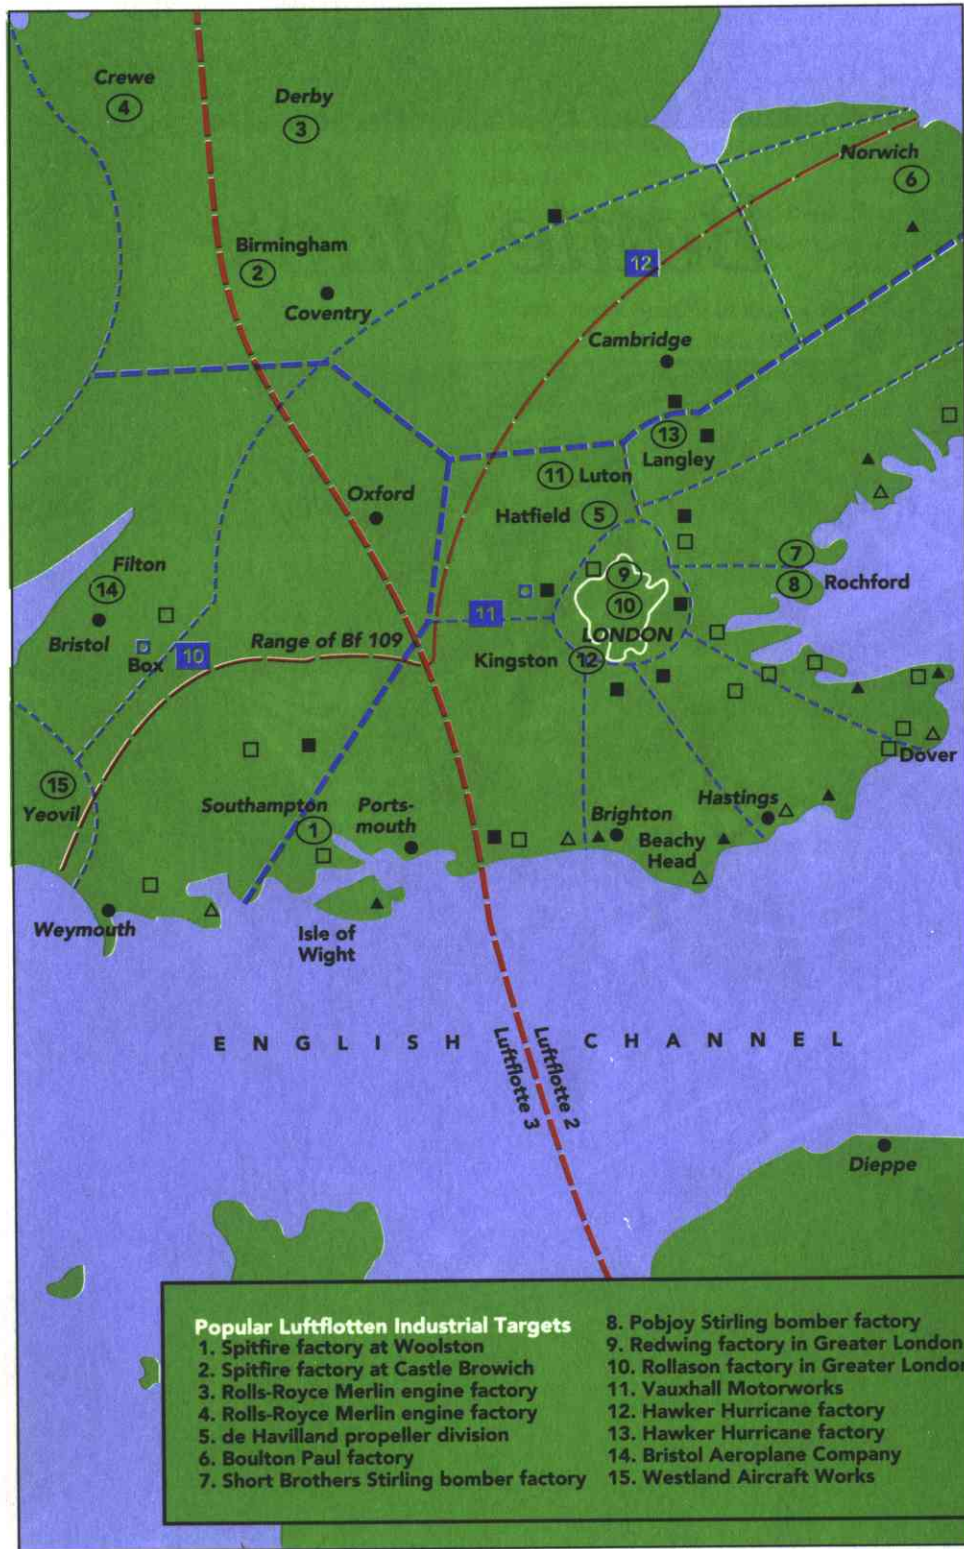 Crewe
4
Derby
3
Norwich
6
Birmingham
2
12
Coventry
Cambridge
13
Langley
11 Luton
Oxford
Hatfield 5
7
Filton
14
9
8 Rochford
10
11
Bristol
Range of Bf 109
LONDON
Box
10
Kingston 12
Dover
15
Yeovil
Southampton
1
Ports-
mouth
Brighton
Hastings
Beachy
Head
Weymouth
Isle of
Wight
ENGLISH CHANNEL
Luftflotte 3
Luftflotte 2
Dieppe
Popular Luftflotten Industrial Targets
1. Spitfire factory at Woolston
2. Spitfire factory at Castle Browich
3. Rolls-Royce Merlin engine factory
4. Rolls-Royce Merlin engine factory
5. de Havilland propeller division
6. Boulton Paul factory
7. Short Brothers Stirling bomber factory
8. Pobjoy Stirling bomber factory
9. Redwing factory in Greater London
10. Rollason factory in Greater London
11. Vauxhall Motorworks
12. Hawker Hurricane factory
13. Hawker Hurricane factory
14. Bristol Aeroplane Company
15. Westland Aircraft Works